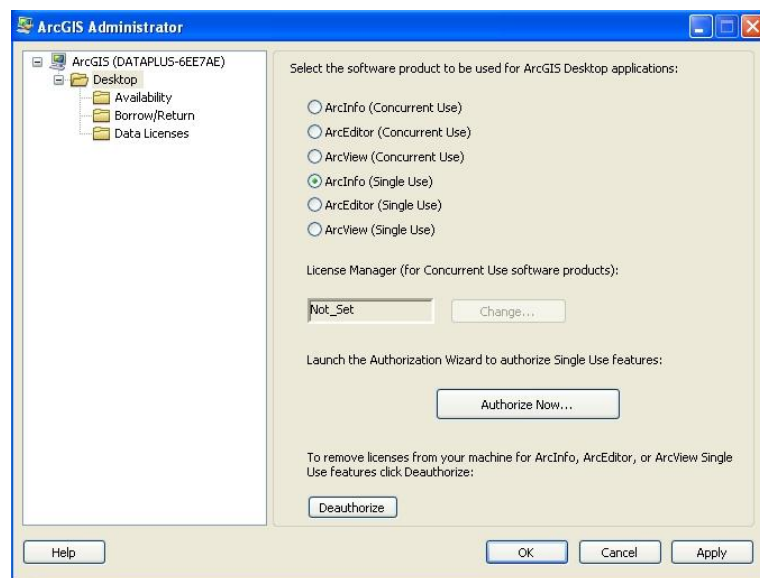 ArcGIS Administrator
ArcGIS (DATAPLUS-6EE7AE)
Desktop
Availability
Borrow/Return
Data Licenses
Select the software product to be used for ArcGIS Desktop applications:
ArcInfo (Concurrent Use)
ArcEditor (Concurrent Use)
ArcView (Concurrent Use)
ArcInfo (Single Use)
ArcEditor (Single Use)
ArcView (Single Use)
License Manager (for Concurrent Use software products):
Not_Set
Change...
Launch the Authorization Wizard to authorize Single Use features:
Authorize Now...
To remove licenses from your machine for ArcInfo, ArcEditor, or ArcView Single
Use features click Deauthorize:
Deauthorize
Help
OK
Cancel
Apply